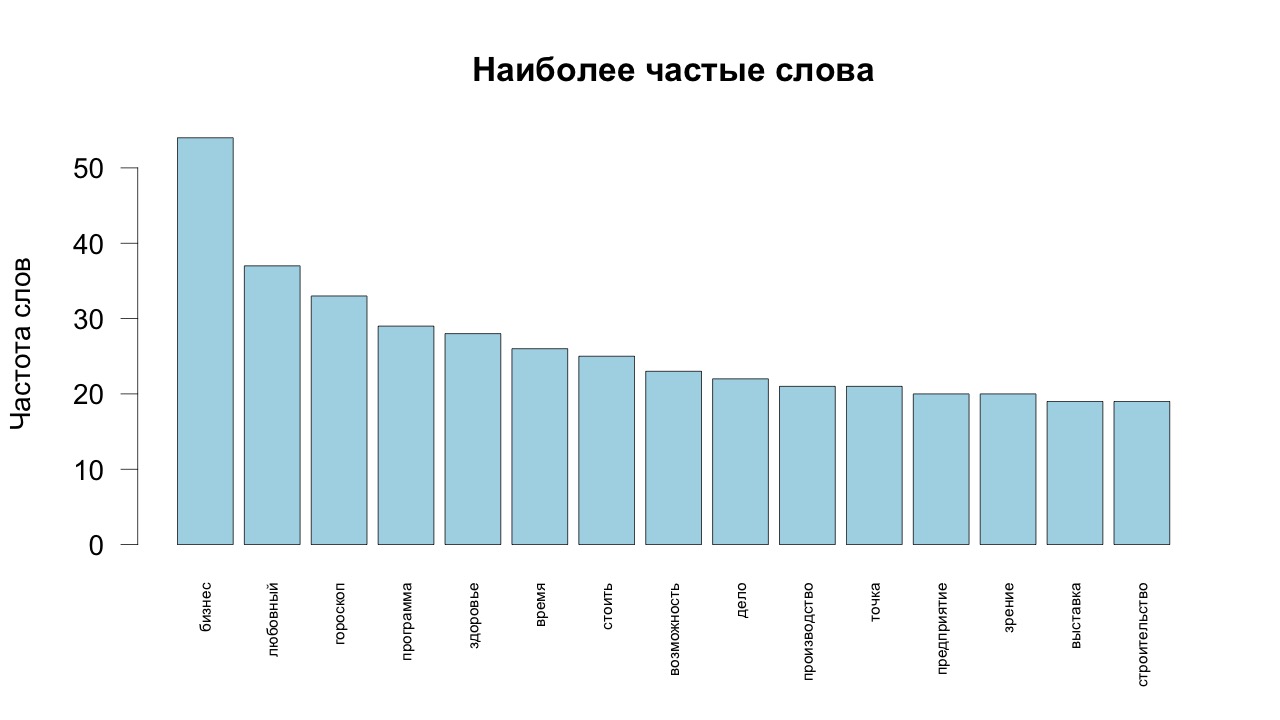 Наиболее частые слова
Частота слов
50
40
30
20
10
0
бизнес
любовный
гороскоп
программа
здоровье
время
стоить
возможность
дело
производство
точка
предприятие
зрение
выставка
строительство